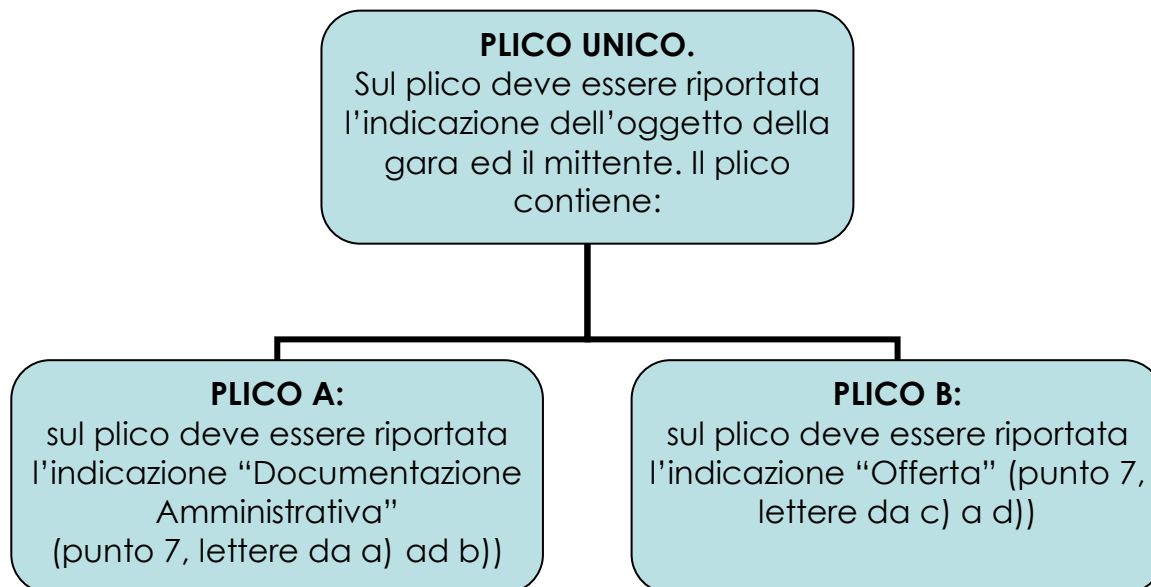 PLICO UNICO.
Sul plico deve essere riportata
l’indicazione dell’oggetto della
gara ed il mittente. Il plico
contiene:
PLICO A:
sul plico deve essere riportata
l’indicazione “Documentazione
Amministrativa”
(punto 7, lettere da a) ad b))
PLICO B:
sul plico deve essere riportata
l’indicazione “Offerta” (punto 7,
lettere da c) a d))